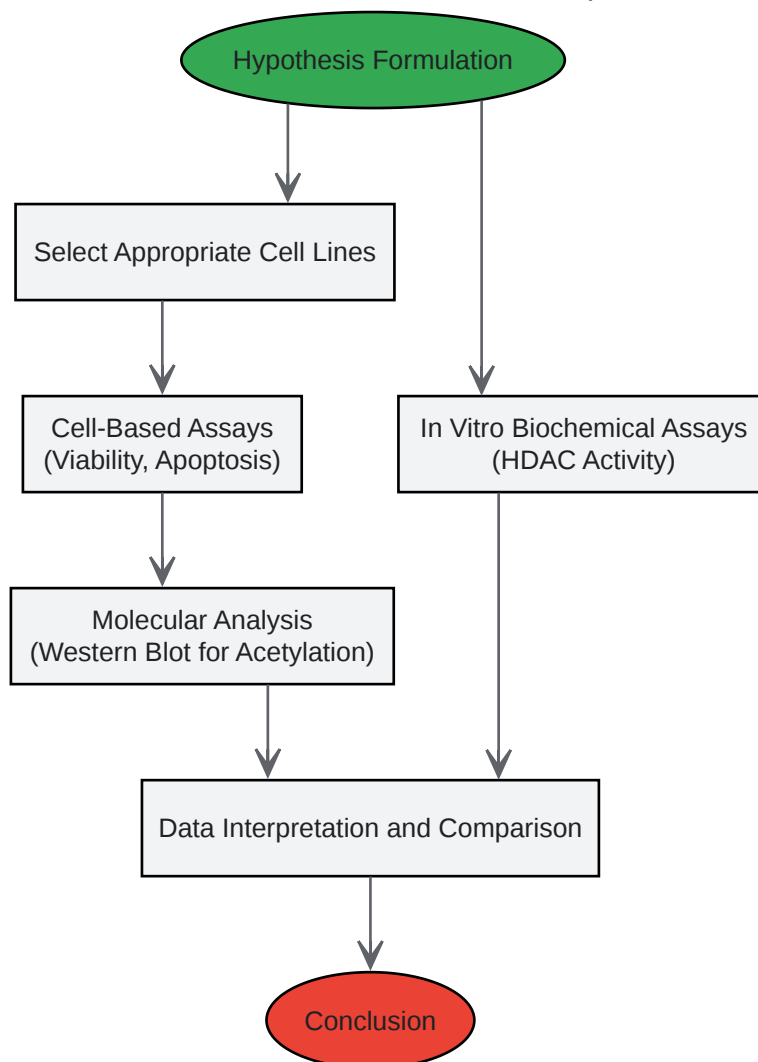 Hypothesis Formulation
Select Appropriate Cell Lines
Cell-Based Assays
(Viability, Apoptosis)
In Vitro Biochemical Assays
(HDAC Activity)
Molecular Analysis
(Western Blot for Acetylation)
Data Interpretation and Comparison
Conclusion